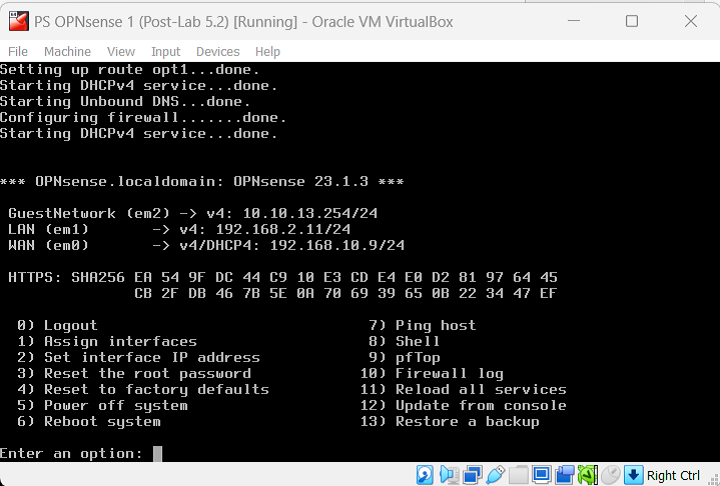 PS OPNsense 1 (Post-Lab 5.2) [Running] - Oracle VM VirtualBox
File Machine View Input Devices Help
Setting up route opt1...done.
Starting DHCPv4 service...done.
Starting Unbound DNS...done.
Configuring firewall.......done.
Starting DHCPv4 service...done.
*** OPNsense.localdomain: OPNsense 23.1.3 ***
GuestNetwork (em2) -> v4: 10.10.13.254/24
LAN (em1) -> v4: 192.168.2.11/24
WAN (em0) -> v4/DHCP4: 192.168.10.9/24
HTTPS: SHA256 EA 54 9F DC 44 C9 10 E3 CD E4 E0 D2 81 97 64 45
CB 2F DB 46 7B 5E 0A 70 69 39 65 0B 22 34 47 EF
0) Logout 7) Ping host
1) Assign interfaces 8) Shell
2) Set interface IP address 9) pfTop
3) Reset the root password 10) Firewall log
4) Reset to factory defaults 11) Reload all services
5) Power off system 12) Update from console
6) Reboot system 13) Restore a backup
Enter an option:
Right Ctrl